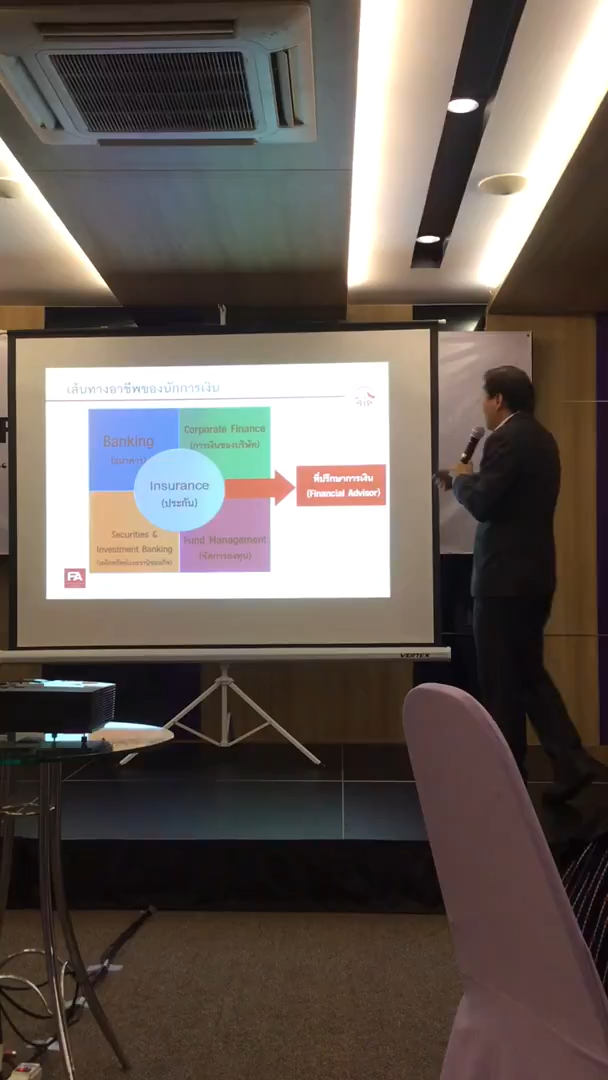 เส้นทางอาชีพของนักการเงิน
Banking
(ธนาคาร)
Corporate Finance
(การเงินของบริษัท)
Insurance
(ประกัน)
ที่ปรึกษาการเงิน
(Financial Advisor)
Securities &
Investment Banking
Fund Management
(จัดการกองทุน)
FA
VERTEX